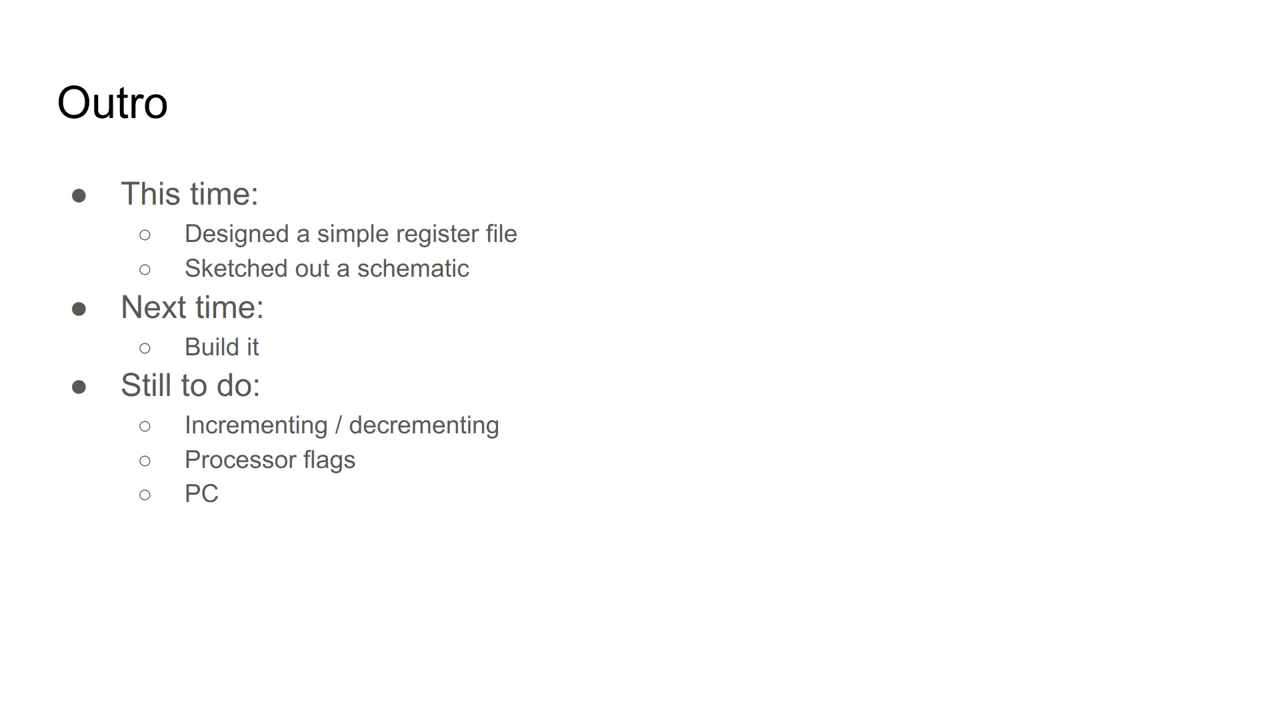 Outro
● This time:
○ Designed a simple register file
○ Sketched out a schematic
● Next time:
○ Build it
● Still to do:
○ Incrementing / decrementing
○ Processor flags
○ PC